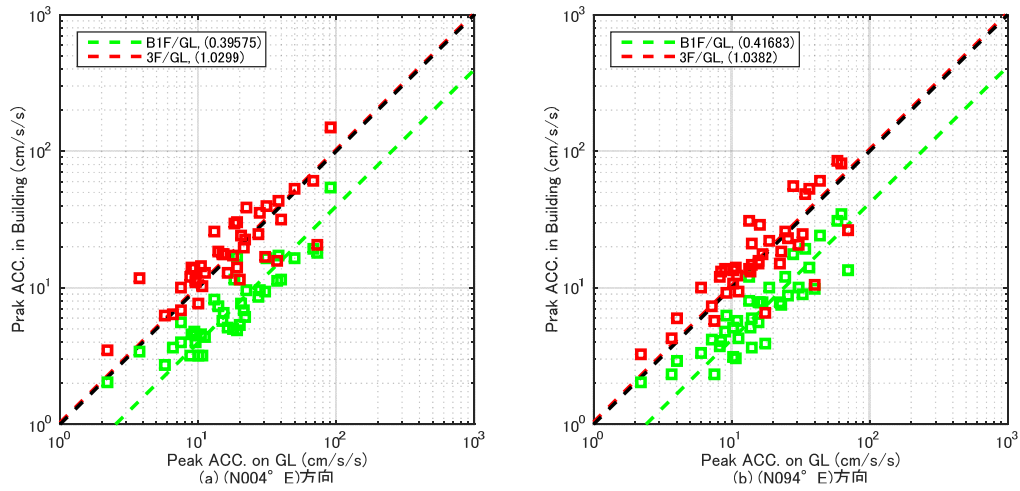 B1F/GL, (0.39575)
3F/GL, (1.0299)
Prak ACC. in Building (cm/s/s)
10³
10²
10¹
10⁰
10⁰ 10¹ 10² 10³
Peak ACC. on GL (cm/s/s)
(a) (N004° E)方向
B1F/GL, (0.41683)
3F/GL, (1.0382)
Prak ACC. in Building (cm/s/s)
10³
10²
10¹
10⁰
10⁰ 10¹ 10² 10³
Peak ACC. on GL (cm/s/s)
(b) (N094° E)方向